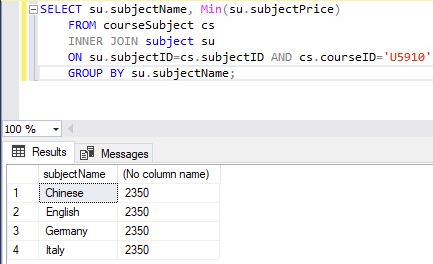 SELECT su.subjectName, Min(su.subjectPrice)
FROM courseSubject cs
INNER JOIN subject su
ON su.subjectID=cs.subjectID AND cs.courseID='U5910'
GROUP BY su.subjectName;
100 %
Results Messages
subjectName (No column name)
1 Chinese 2350
2 English 2350
3 Germany 2350
4 Italy 2350